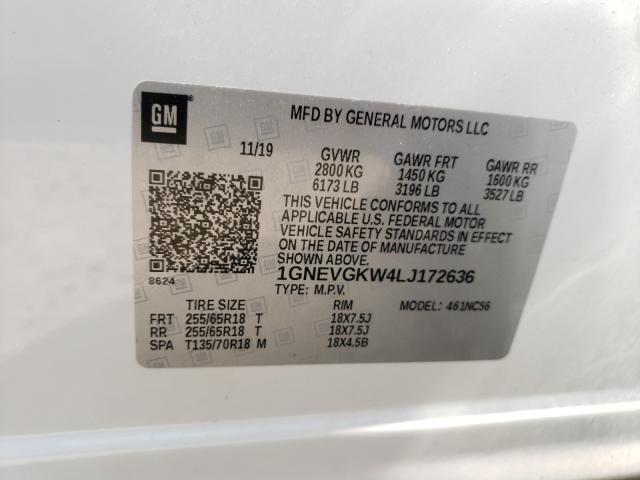 GM
MFD BY GENERAL MOTORS LLC
11/19 GVWR GAWR FRT GAWR RR
2800 KG 1450 KG 1600 KG
6173 LB 3196 LB 3527 LB
THIS VEHICLE CONFORMS TO ALL
APPLICABLE U.S. FEDERAL MOTOR
VEHICLE STANDARDS IN EFFECT
ON THE DATE OF MANUFACTURE
SHOWN ABOVE.
1GNEVGKW4LJ172636
8624
TYPE: M.P.V. MODEL: 461NC56
TIRE SIZE RIM
FRT 255/65R18 T 18X7.5J
RR 255/65R18 T 18X7.5J
SPA T135/70R18 M 18X4.5B